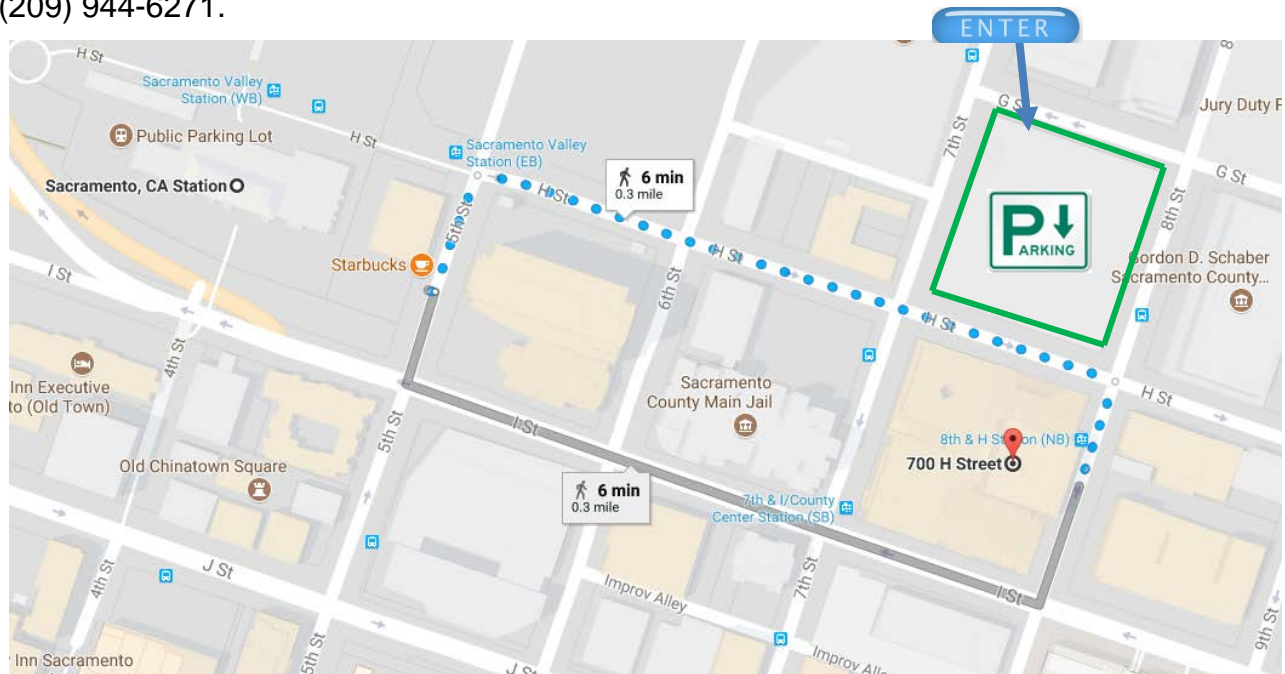 (209) 944-6271.
ENTER
H St
8
Sacramento Valley
Station (WB)
Public Parking Lot
H St
Sacramento Valley
Station (EB)
G St
Jury Duty P
7th St
G St
6 min
0.3 mile
Sacramento, CA Station
H St
PARKING
8th St
5th St
Starbucks
H St
Gordon D. Schaber
Sacramento County...
I St
6th St
H St
4th St
Inn Executive
to (Old Town)
Sacramento
County Main Jail
H St
I St
5th St
8th & H Station (NB)
700 H Street
Old Chinatown Square
6 min
0.3 mile
7th & I/County
Center Station (SB)
J St
4th St
Improv Alley
7th St
I St
9th St
Inn Sacramento
5th St
J St
Improv Alle